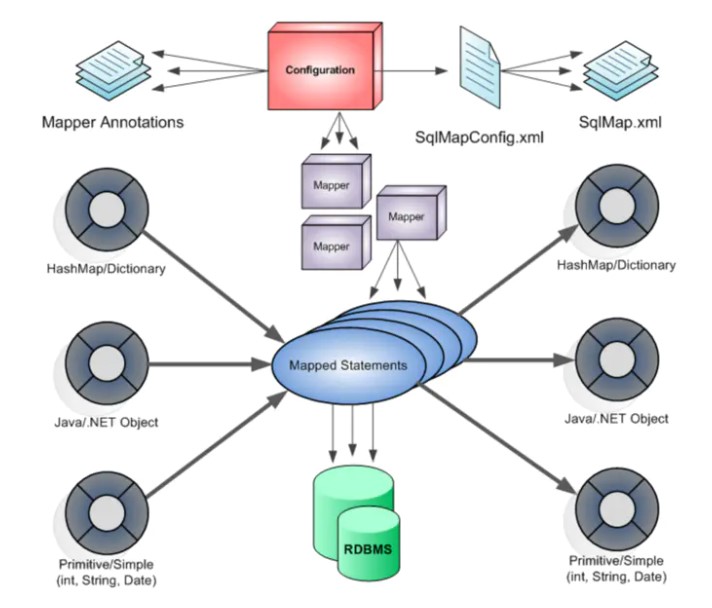 Configuration
Mapper Annotations
SqlMapConfig.xml
SqlMap.xml
Mapper
Mapper
Mapper
HashMap/Dictionary
HashMap/Dictionary
Mapped Statements
Java/.NET Object
Java/.NET Object
RDBMS
Primitive/Simple
(int, String, Date)
Primitive/Simple
(int, String, Date)